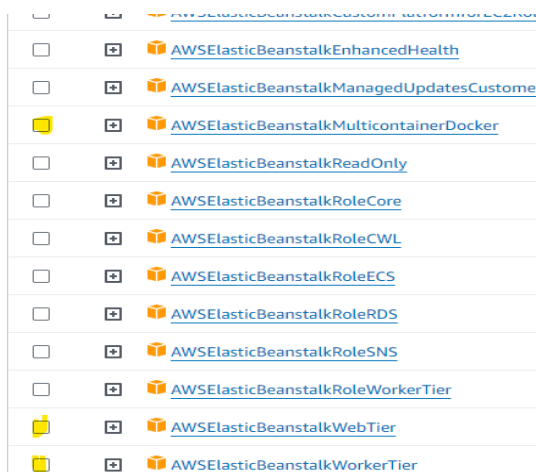 AWSElasticBeanstalkEnhancedHealth
AWSElasticBeanstalkManagedUpdatesCustome
AWSElasticBeanstalkMulticontainerDocker
AWSElasticBeanstalkReadOnly
AWSElasticBeanstalkRoleCore
AWSElasticBeanstalkRoleCWL
AWSElasticBeanstalkRoleECS
AWSElasticBeanstalkRoleRDS
AWSElasticBeanstalkRoleSNS
AWSElasticBeanstalkRoleWorkerTier
AWSElasticBeanstalkWebTier
AWSElasticBeanstalkWorkerTier